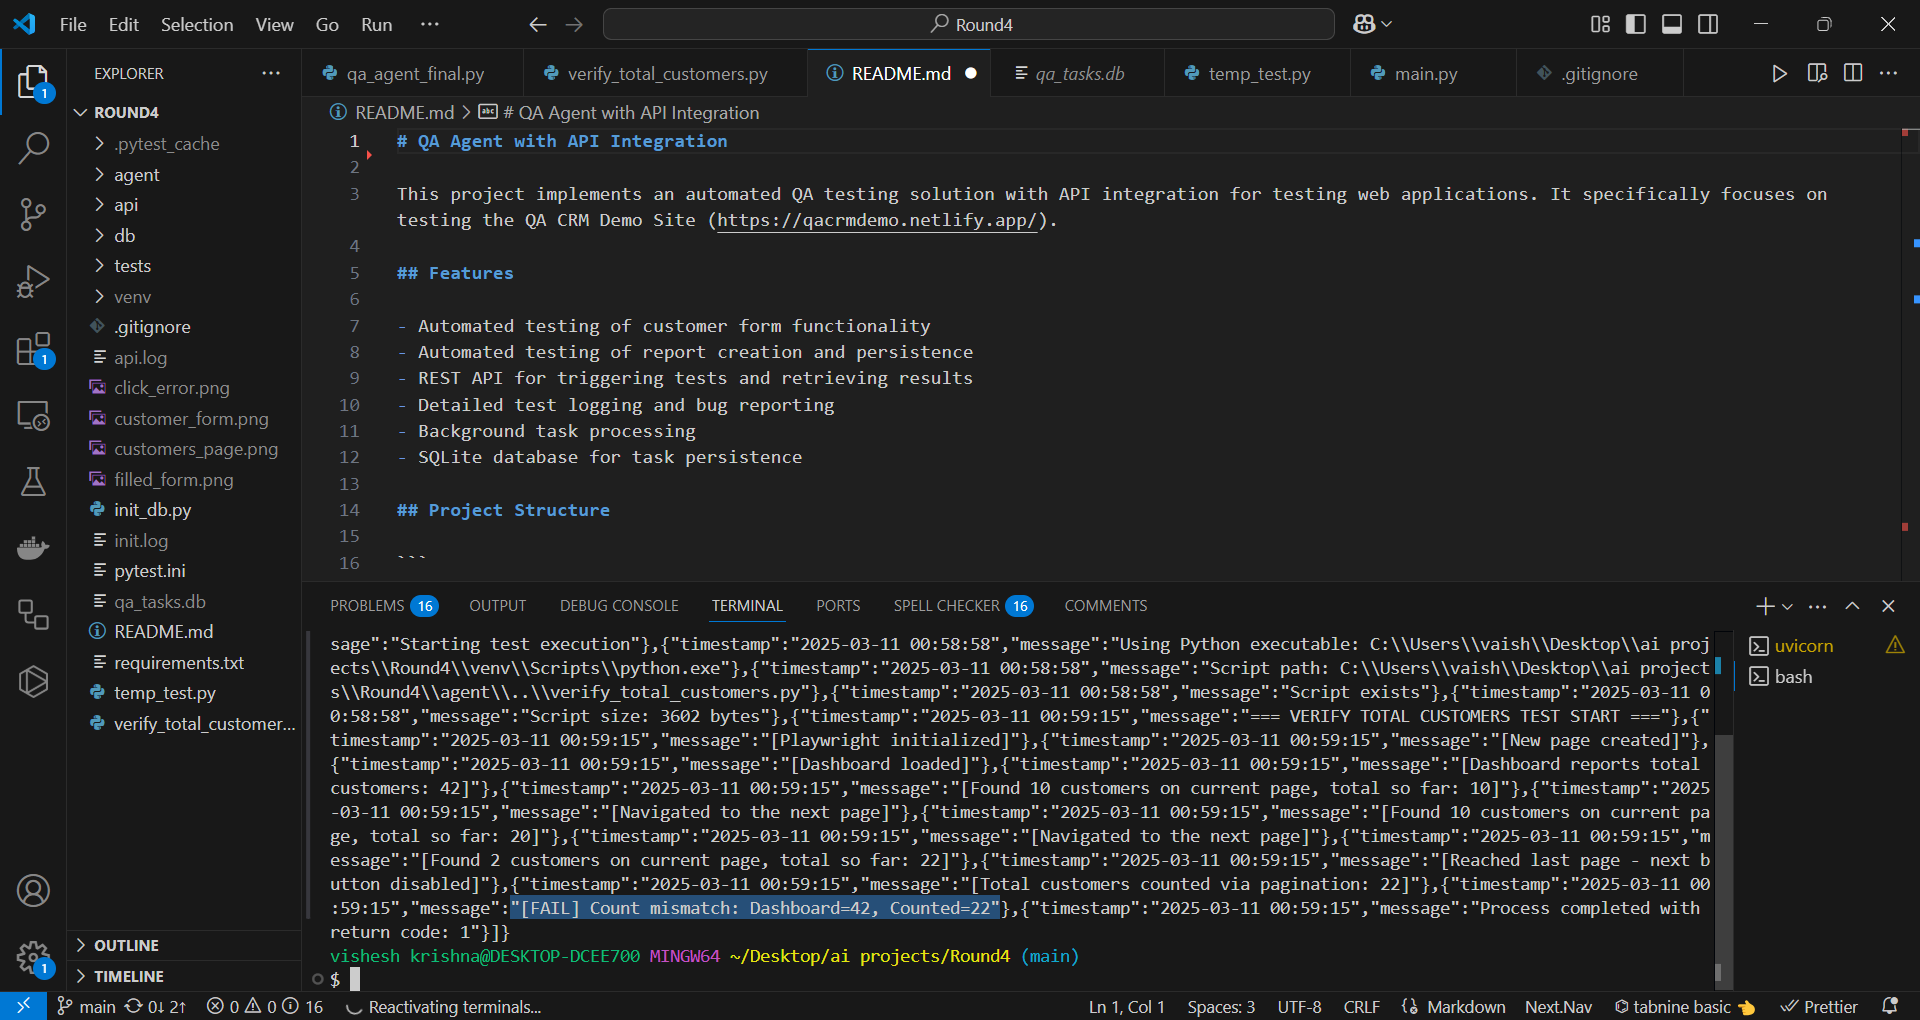 File Edit Selection View Go Run ··· Round4
EXPLORER ···
ROUND4
.pytest_cache
agent
api
db
tests
venv
.gitignore
api.log
click_error.png
customer_form.png
customers_page.png
filled_form.png
init_db.py
init.log
pytest.ini
qa_tasks.db
README.md
requirements.txt
temp_test.py
verify_total_customer...
OUTLINE
TIMELINE
1
1
1
qa_agent_final.py verify_total_customers.py README.md qa_tasks.db temp_test.py main.py .gitignore
README.md > # QA Agent with API Integration
1 # QA Agent with API Integration
2
3 This project implements an automated QA testing solution with API integration for testing web applications. It specifically focuses on
testing the QA CRM Demo Site (https://qacrmdemo.netlify.app/).
4
5 ## Features
6
7 - Automated testing of customer form functionality
8 - Automated testing of report creation and persistence
9 - REST API for triggering tests and retrieving results
10 - Detailed test logging and bug reporting
11 - Background task processing
12 - SQLite database for task persistence
13
14 ## Project Structure
15
16 ```
PROBLEMS 16 OUTPUT DEBUG CONSOLE TERMINAL PORTS SPELL CHECKER 16 COMMENTS
sage":"Starting test execution"},{"timestamp":"2025-03-11 00:58:58","message":"Using Python executable: C:\\Users\\vaish\\Desktop\\ai proj
ects\\Round4\\venv\\Scripts\\python.exe"},{"timestamp":"2025-03-11 00:58:58","message":"Script path: C:\\Users\\vaish\\Desktop\\ai project
s\\Round4\\agent\\..\\verify_total_customers.py"},{"timestamp":"2025-03-11 00:58:58","message":"Script exists"},{"timestamp":"2025-03-11 0
0:58:58","message":"Script size: 3602 bytes"},{"timestamp":"2025-03-11 00:59:15","message":"=== VERIFY TOTAL CUSTOMERS TEST START ==="},{"
timestamp":"2025-03-11 00:59:15","message":"[Playwright initialized]"},{"timestamp":"2025-03-11 00:59:15","message":"[New page created]"},
{"timestamp":"2025-03-11 00:59:15","message":"[Dashboard loaded]"},{"timestamp":"2025-03-11 00:59:15","message":"[Dashboard reports total
customers: 42]"},{"timestamp":"2025-03-11 00:59:15","message":"[Found 10 customers on current page, total so far: 10]"},{"timestamp":"2025
-03-11 00:59:15","message":"[Navigated to the next page]"},{"timestamp":"2025-03-11 00:59:15","message":"[Found 10 customers on current pa
ge, total so far: 20]"},{"timestamp":"2025-03-11 00:59:15","message":"[Navigated to the next page]"},{"timestamp":"2025-03-11 00:59:15","m
essage":"[Found 2 customers on current page, total so far: 22]"},{"timestamp":"2025-03-11 00:59:15","message":"[Reached last page - next b
utton disabled]"},{"timestamp":"2025-03-11 00:59:15","message":"[Total customers counted via pagination: 22]"},{"timestamp":"2025-03-11 00
:59:15","message":"[FAIL] Count mismatch: Dashboard=42, Counted=22"},{"timestamp":"2025-03-11 00:59:15","message":"Process completed with
return code: 1"}]}
vishesh krishna@DESKTOP-DCEE700 MINGW64 ~/Desktop/ai projects/Round4 (main)
$
uvicorn
bash
main 0↓ 2↑ 0 0 16 Reactivating terminals... Ln 1, Col 1 Spaces: 3 UTF-8 CRLF Markdown Next.Nav tabnine basic Prettier